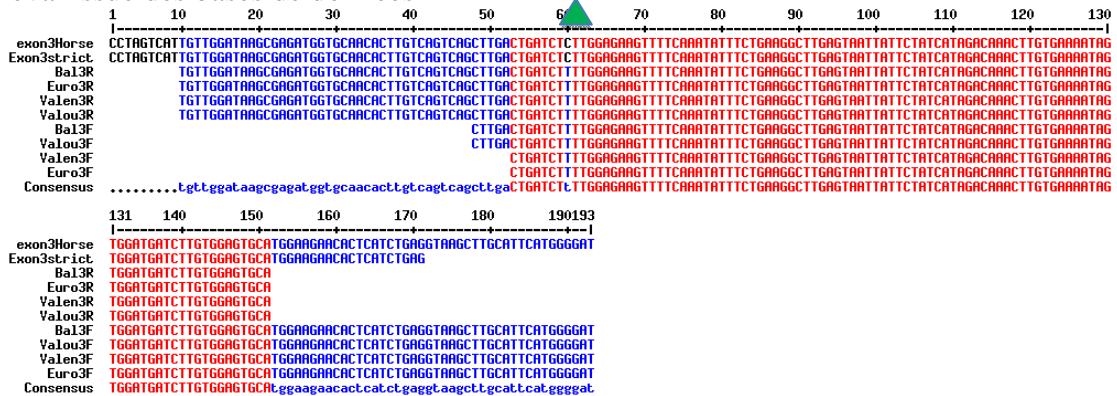 1 10 20 30 40 50 60 70 80 90 100 110 120 130
|---------+---------+---------+---------+---------+---------+---------+---------+---------+---------+---------+---------+---------|
exon3Horse CCTAGTCATTGTTGGATAAGCGAGATGGTGCAACACTTGTCAGTCAGCTTGACTGATCTCTTGGAGAAGTTTTCAAATATTTCTGAAGGCTTGAGTAATTATTCTATCATAGACAAACTTGTGAAAATAG
Exon3strict CCTAGTCATTGTTGGATAAGCGAGATGGTGCAACACTTGTCAGTCAGCTTGACTGATCTCTTGGAGAAGTTTTCAAATATTTCTGAAGGCTTGAGTAATTATTCTATCATAGACAAACTTGTGAAAATAG
Bal3R TGTTGGATAAGCGAGATGGTGCAACACTTGTCAGTCAGCTTGACTGATCTTTTGGAGAAGTTTTCAAATATTTCTGAAGGCTTGAGTAATTATTCTATCATAGACAAACTTGTGAAAATAG
Euro3R TGTTGGATAAGCGAGATGGTGCAACACTTGTCAGTCAGCTTGACTGATCTTTTGGAGAAGTTTTCAAATATTTCTGAAGGCTTGAGTAATTATTCTATCATAGACAAACTTGTGAAAATAG
Valen3R TGTTGGATAAGCGAGATGGTGCAACACTTGTCAGTCAGCTTGACTGATCTTTTGGAGAAGTTTTCAAATATTTCTGAAGGCTTGAGTAATTATTCTATCATAGACAAACTTGTGAAAATAG
Valou3R TGTTGGATAAGCGAGATGGTGCAACACTTGTCAGTCAGCTTGACTGATCTTTTGGAGAAGTTTTCAAATATTTCTGAAGGCTTGAGTAATTATTCTATCATAGACAAACTTGTGAAAATAG
Bal3F CTTGACTGATCTTTTGGAGAAGTTTTCAAATATTTCTGAAGGCTTGAGTAATTATTCTATCATAGACAAACTTGTGAAAATAG
Valou3F CTTGACTGATCTTTTGGAGAAGTTTTCAAATATTTCTGAAGGCTTGAGTAATTATTCTATCATAGACAAACTTGTGAAAATAG
Valen3F CTGATCTTTTGGAGAAGTTTTCAAATATTTCTGAAGGCTTGAGTAATTATTCTATCATAGACAAACTTGTGAAAATAG
Euro3F CTGATCTTTTGGAGAAGTTTTCAAATATTTCTGAAGGCTTGAGTAATTATTCTATCATAGACAAACTTGTGAAAATAG
Consensus .........tgttggataagcgagatggtgcaacacttgtcagtcagcttgaCTGATCTtTTGGAGAAGTTTTCAAATATTTCTGAAGGCTTGAGTAATTATTCTATCATAGACAAACTTGTGAAAATAG
131 140 150 160 170 180 190193
|--------+---------+---------+---------+---------+---------+--|
exon3Horse TGGATGATCTTGTGGAGTGCATGGAAGAACACTCATCTGAGGTAAGCTTGCATTCATGGGGAT
Exon3strict TGGATGATCTTGTGGAGTGCATGGAAGAACACTCATCTGAG
Bal3R TGGATGATCTTGTGGAGTGCA
Euro3R TGGATGATCTTGTGGAGTGCA
Valen3R TGGATGATCTTGTGGAGTGCA
Valou3R TGGATGATCTTGTGGAGTGCA
Bal3F TGGATGATCTTGTGGAGTGCATGGAAGAACACTCATCTGAGGTAAGCTTGCATTCATGGGGAT
Valou3F TGGATGATCTTGTGGAGTGCATGGAAGAACACTCATCTGAGGTAAGCTTGCATTCATGGGGAT
Valen3F TGGATGATCTTGTGGAGTGCATGGAAGAACACTCATCTGAGGTAAGCTTGCATTCATGGGGAT
Euro3F TGGATGATCTTGTGGAGTGCATGGAAGAACACTCATCTGAGGTAAGCTTGCATTCATGGGGAT
Consensus TGGATGATCTTGTGGAGTGCAtggaagaacactcatctgaggtaagcttgcattcatggggat